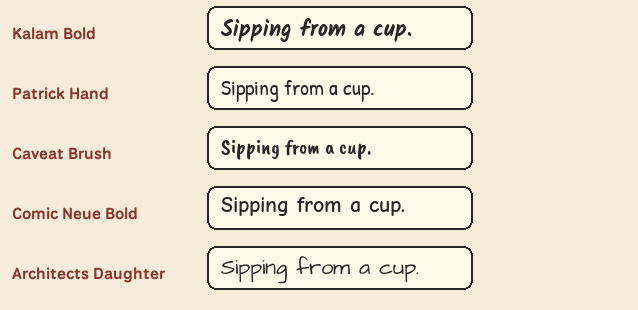 Kalam Bold Sipping from a cup.
Patrick Hand Sipping from a cup.
Caveat Brush Sipping from a cup.
Comic Neue Bold Sipping from a cup.
Architects Daughter Sipping from a cup.